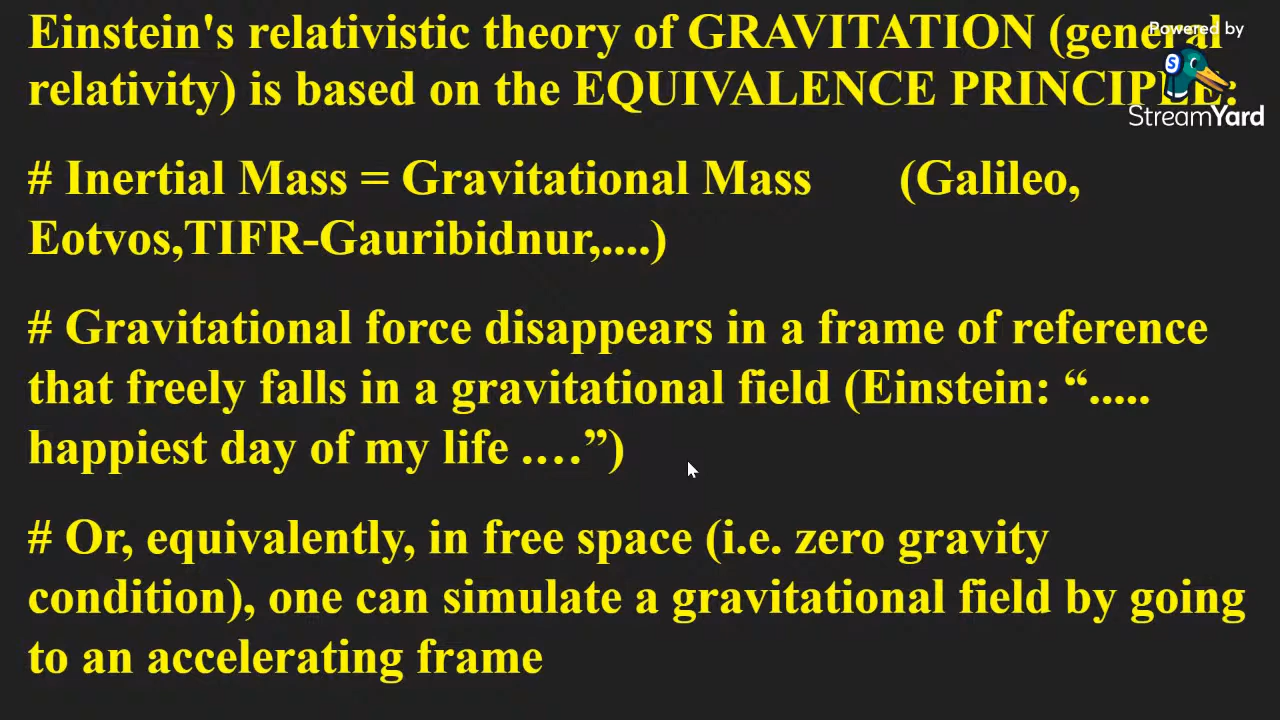 Einstein's relativistic theory of GRAVITATION (general
relativity) is based on the EQUIVALENCE PRINCIPLE:
Powered by
StreamYard
# Inertial Mass = Gravitational Mass (Galileo,
Eotvos,TIFR-Gauribidnur,....)
# Gravitational force disappears in a frame of reference
that freely falls in a gravitational field (Einstein: “.....
happiest day of my life ….”)
# Or, equivalently, in free space (i.e. zero gravity
condition), one can simulate a gravitational field by going
to an accelerating frame